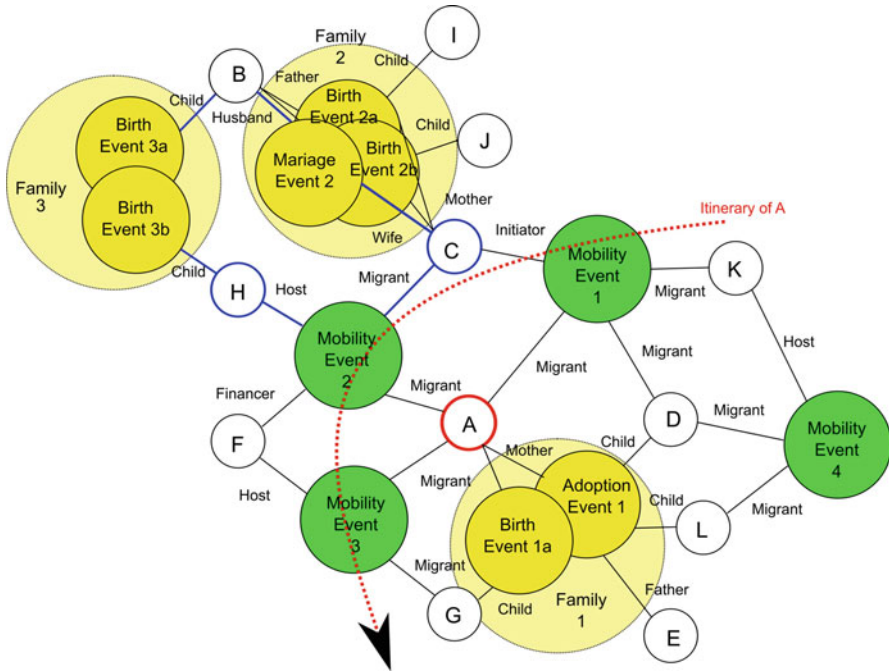 Family
2
I
Child
B
Father
Child
Husband
Birth
Event 2a
Child
J
Birth
Event 3a
Mariage
Event 2
Birth
Event 2b
Family
3
Birth
Event 3b
Mother
Wife
Itinerary of A
Initiator
C
Child
Host
Migrant
H
Mobility
Event
1
K
Migrant
Mobility
Event
2
Host
Migrant
Migrant
Financer
Migrant
A
D
Migrant
Mobility
Event
4
F
Mother
Child
Migrant
Host
Adoption
Event 1
Child
Mobility
Event
3
Birth
Event 1a
L
Migrant
Migrant
Father
G
Child
Family
1
E